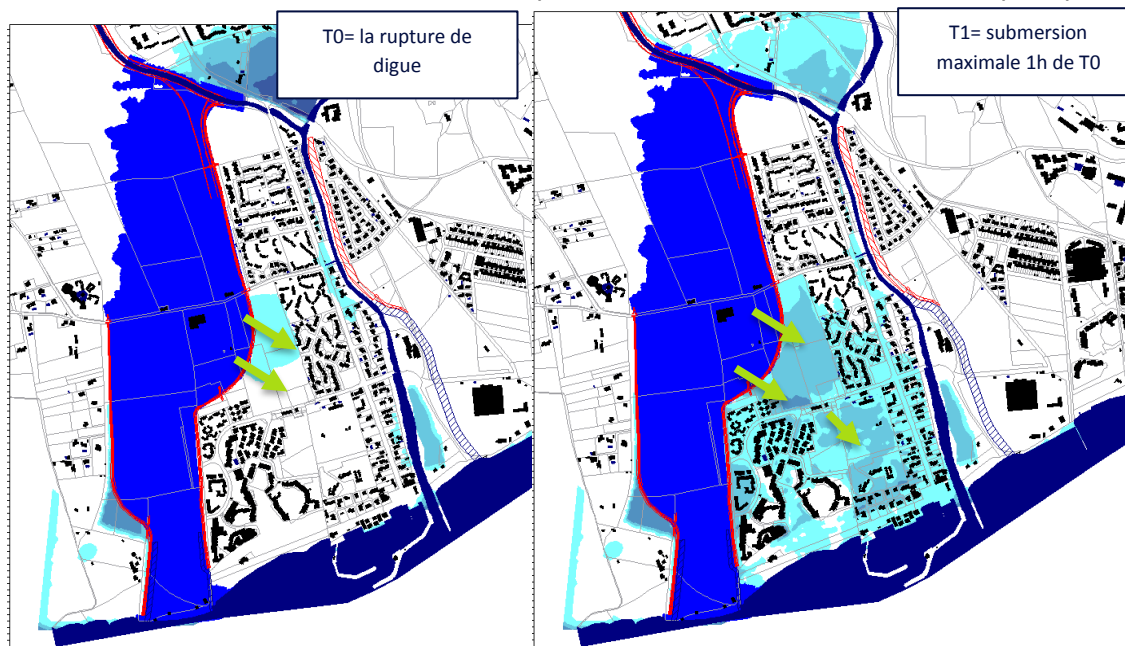 T0= la rupture de
digue
T1= submersion
maximale 1h de T0